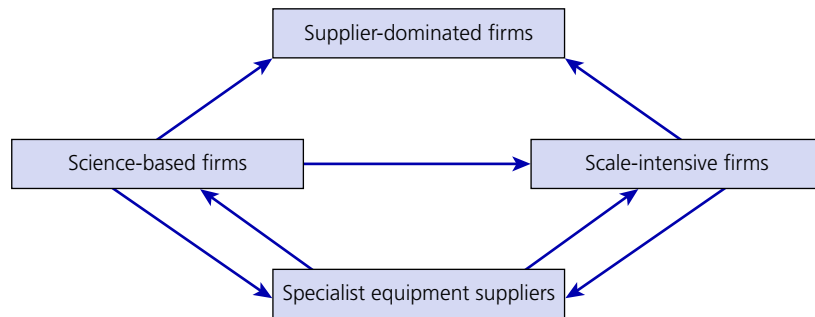 Supplier-dominated firms
Science-based firms
Scale-intensive firms
Specialist equipment suppliers